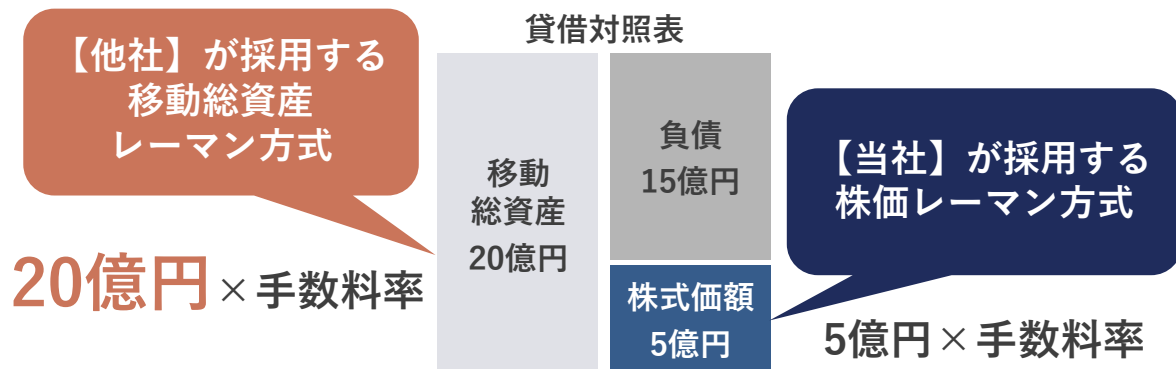 貸借対照表
【他社】が採用する
移動総資産
レーマン方式
移動
総資産
20億円
負債
15億円
株式価額
5億円
【当社】が採用する
株価レーマン方式
20億円×手数料率
5億円×手数料率